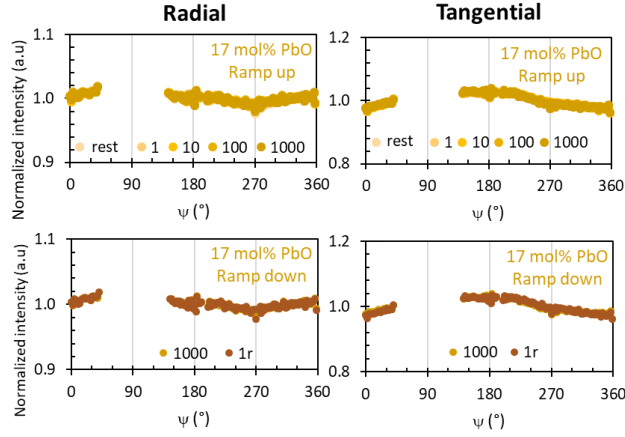 Radial
Tangential
Normalized intensity (a.u)
1.1
1.0
0.9
17 mol% PbO
Ramp up
rest 1 10 100 1000
0 90 180 270 360
ψ (°)
1.2
1.0
0.8
17 mol% PbO
Ramp up
rest 1 10 100 1000
0 90 180 270 360
ψ (°)
Normalized intensity (a.u)
1.1
1.0
0.9
17 mol% PbO
Ramp down
1000 1r
0 90 180 270 360
ψ (°)
1.2
1.0
0.8
17 mol% PbO
Ramp down
1000 1r
0 90 180 270 360
ψ (°)